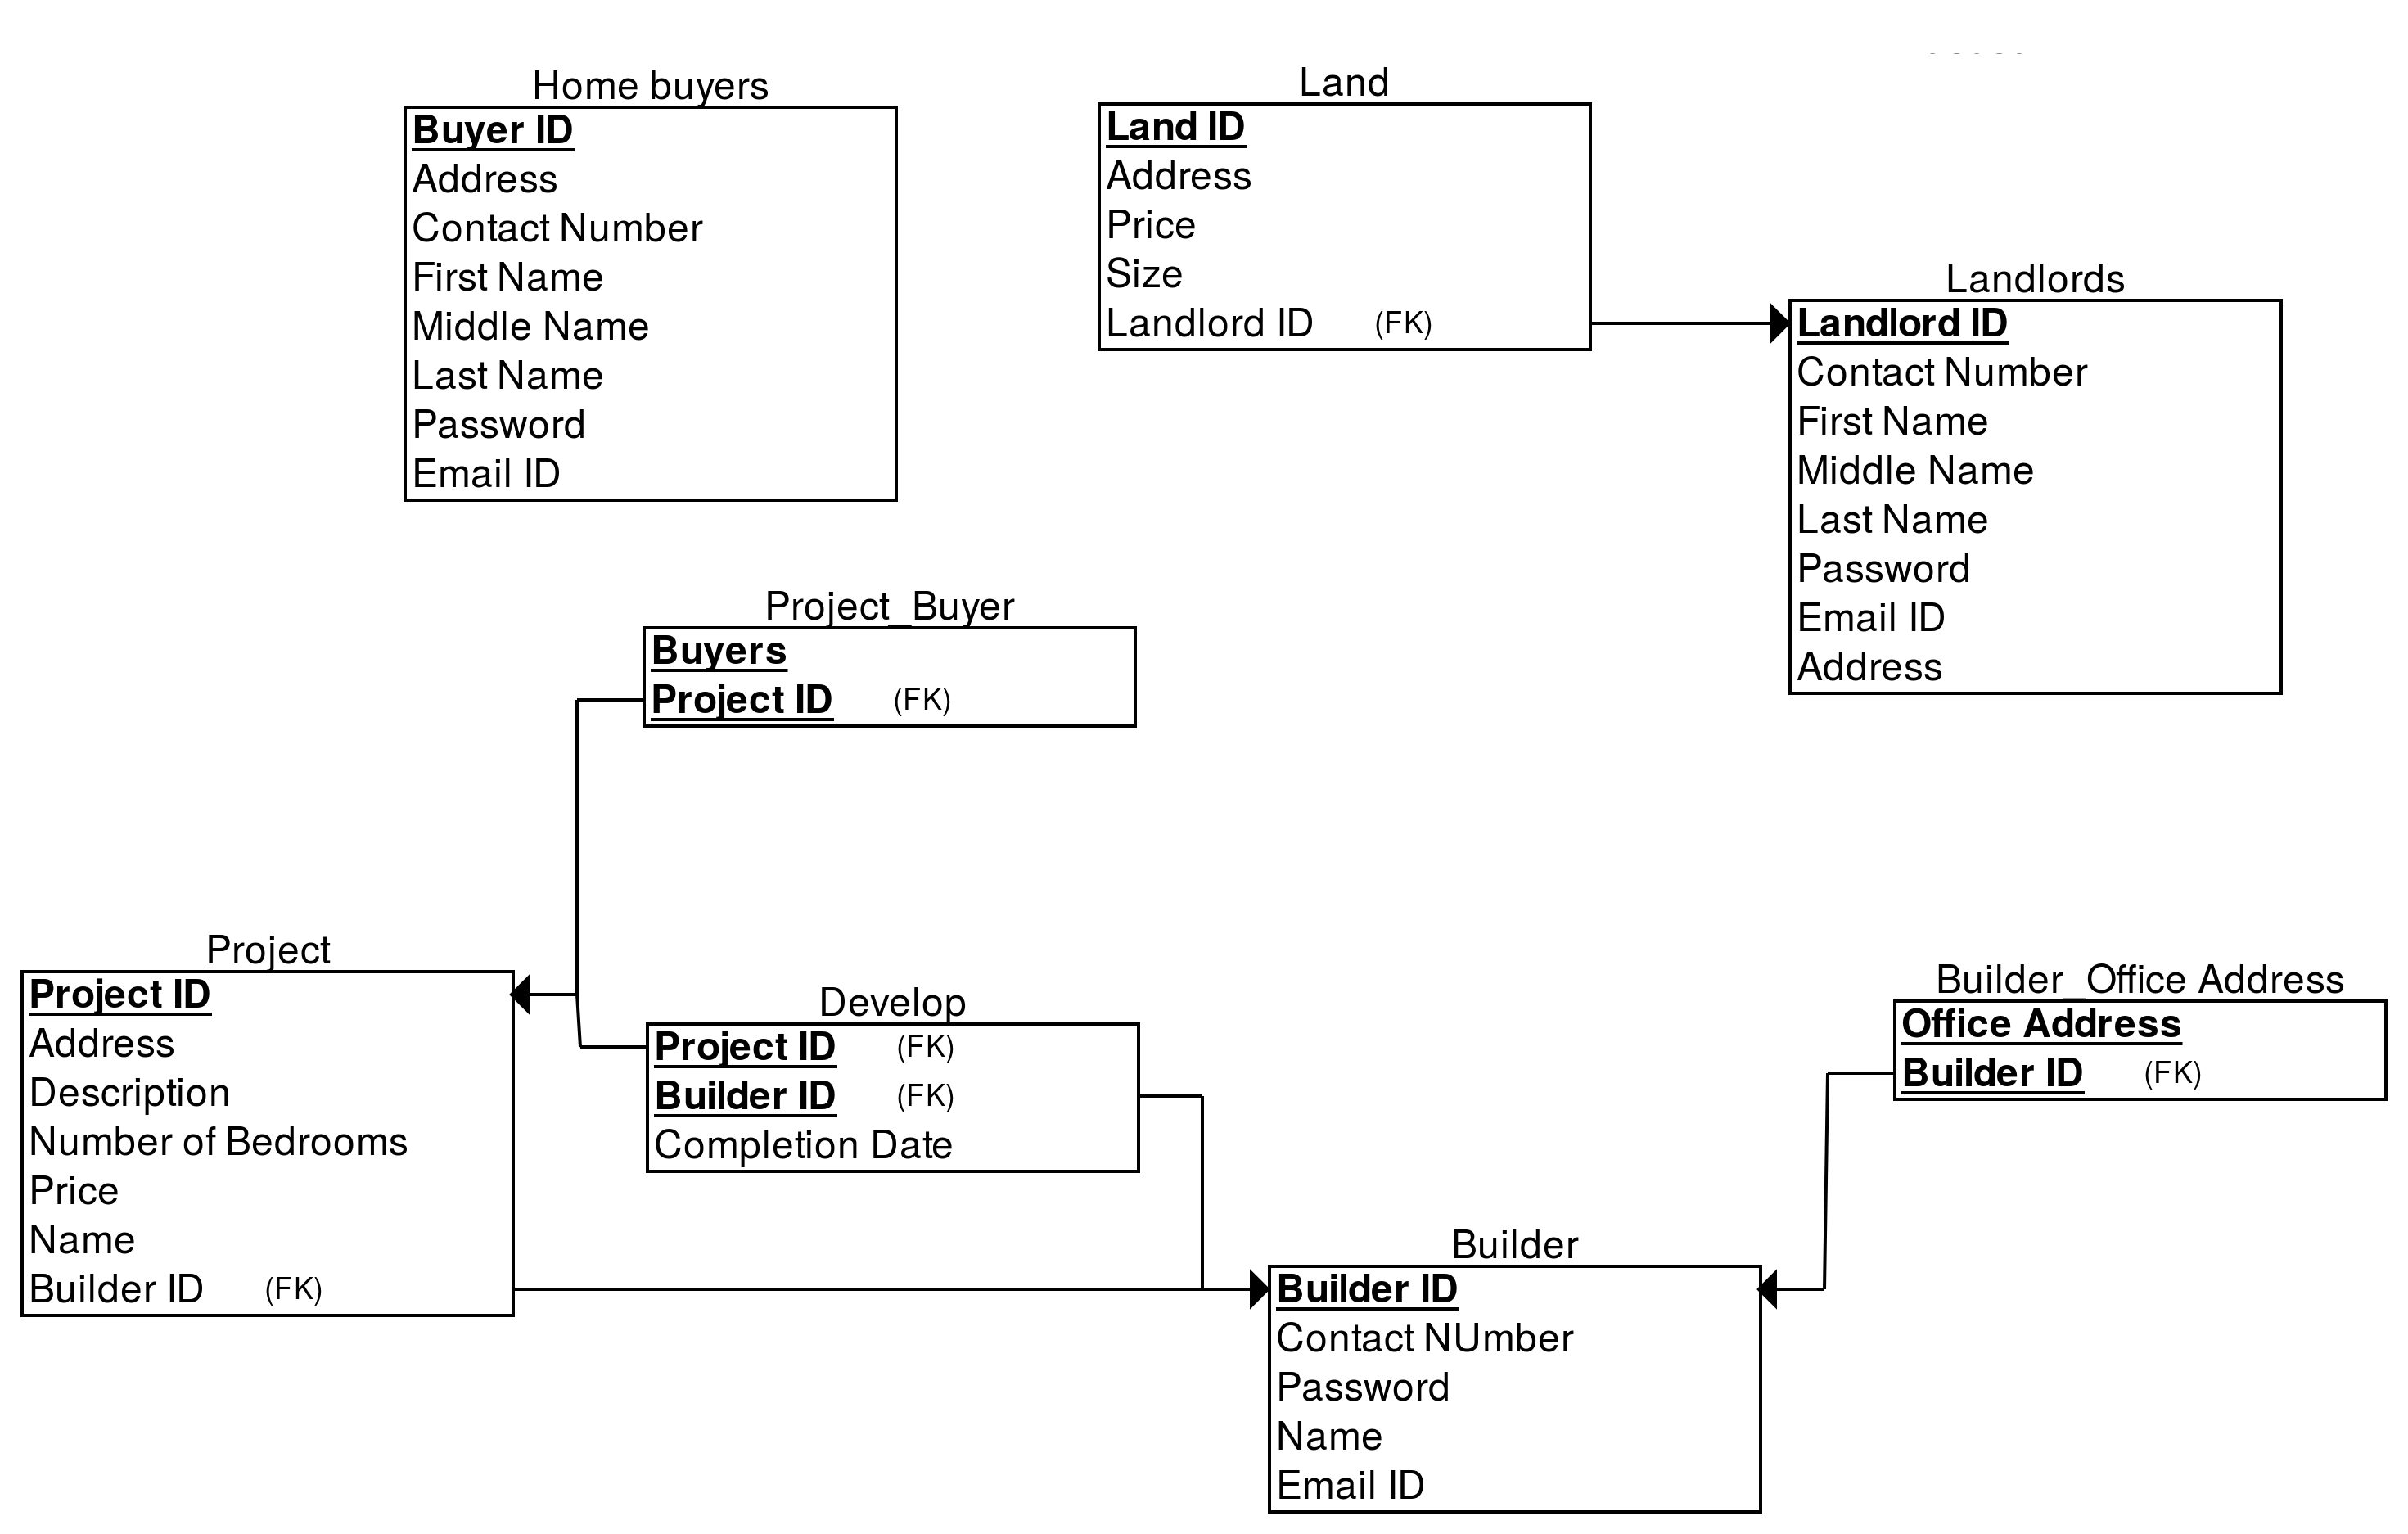 Home buyers
Buyer ID
Address
Contact Number
First Name
Middle Name
Last Name
Password
Email ID
Land
Land ID
Address
Price
Size
Landlord ID (FK)
Landlords
Landlord ID
Contact Number
First Name
Middle Name
Last Name
Password
Email ID
Address
Project_Buyer
Buyers
Project ID (FK)
Project
Project ID
Address
Description
Number of Bedrooms
Price
Name
Builder ID (FK)
Develop
Project ID (FK)
Builder ID (FK)
Completion Date
Builder_Office Address
Office Address
Builder ID (FK)
Builder
Builder ID
Contact NUmber
Password
Name
Email ID